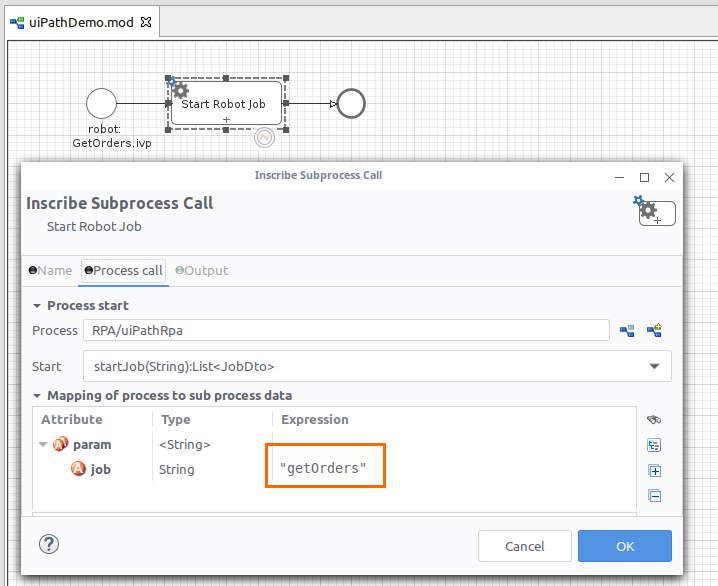 uiPathDemo.mod
Start Robot Job
robot:
GetOrders.ivp
Inscribe Subprocess Call
Inscribe Subprocess Call
Start Robot Job
Name Process call Output
Process start
Process RPA/uiPathRpa
Start startJob(String):List<JobDto>
Mapping of process to sub process data
Attribute Type Expression
param <String>
job String "getOrders"
Cancel OK